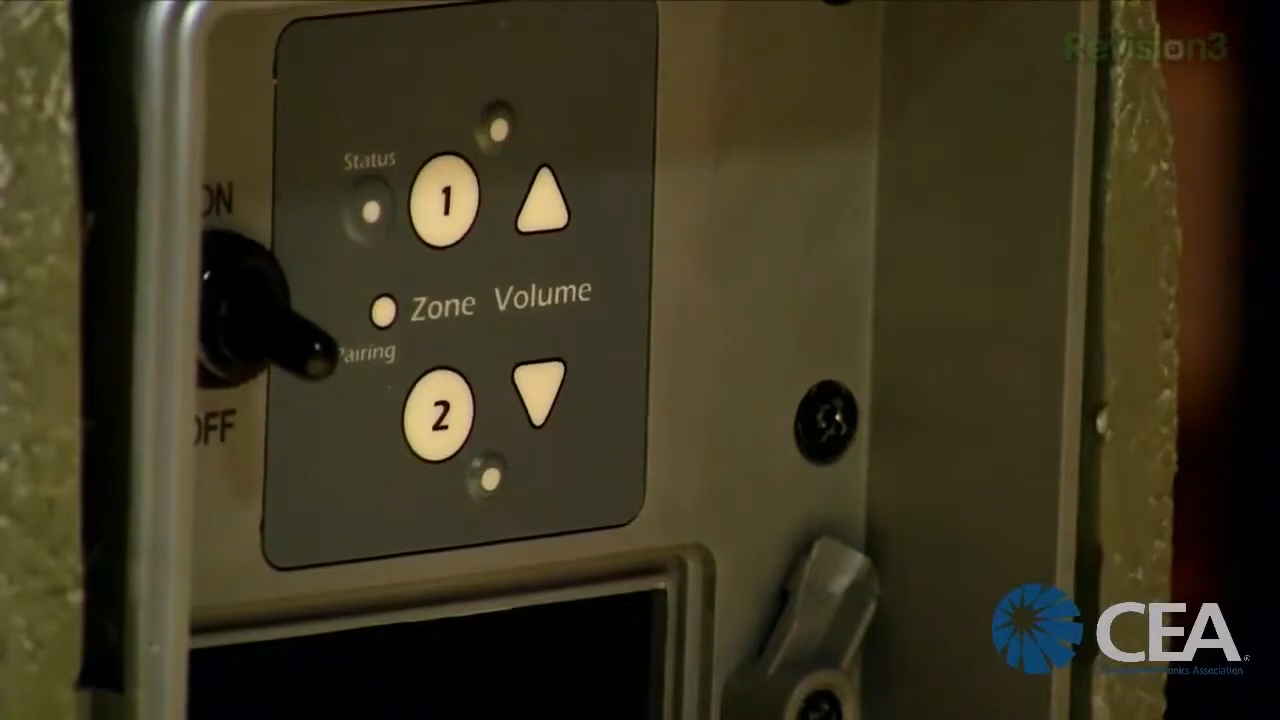 Revision3
Status
1
ON
Zone Volume
Pairing
2
OFF
CEA